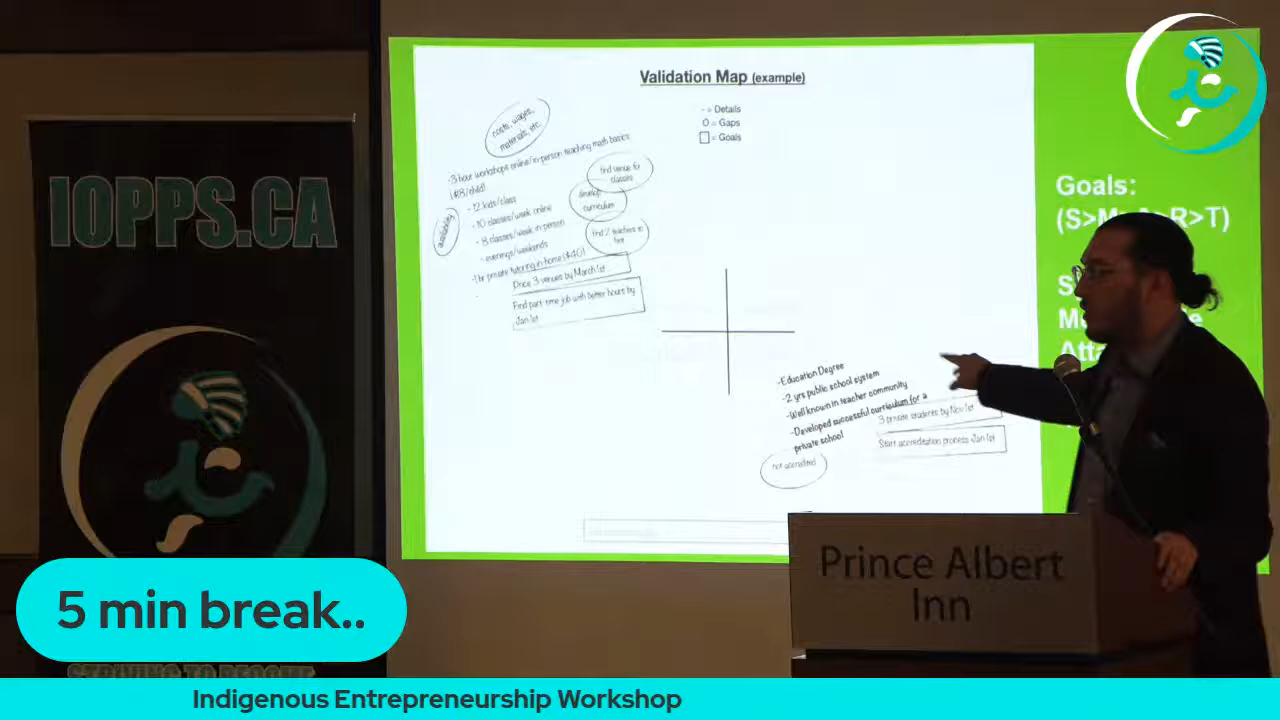 IOPPS.CA
Validation Map (example)
- = Details
O = Gaps
= Goals
costs, wages,
materials, etc.
-3 hour workshops online/in-person teaching math basics
($8/child)
- 12 kids/class
- 10 classes/week online
- 8 classes/week in person
- evenings/weekends
-1 hr private tutoring in home ($40)
-
availability
find venue for
classes
develop
curriculum
find 2 teachers to
hire
Price 3 venues by March 1st
Find part time job with better hours by
Jan 1st
-Education Degree
-2 yrs public school system
-Well known in teacher community
-Developed successful curriculum for a
private school
not accredited
3 private students by Nov 1st
Start accreditation process Jan 1st
Goals:
R>T)
Prince Albert
Inn
5 min break..
Indigenous Entrepreneurship Workshop